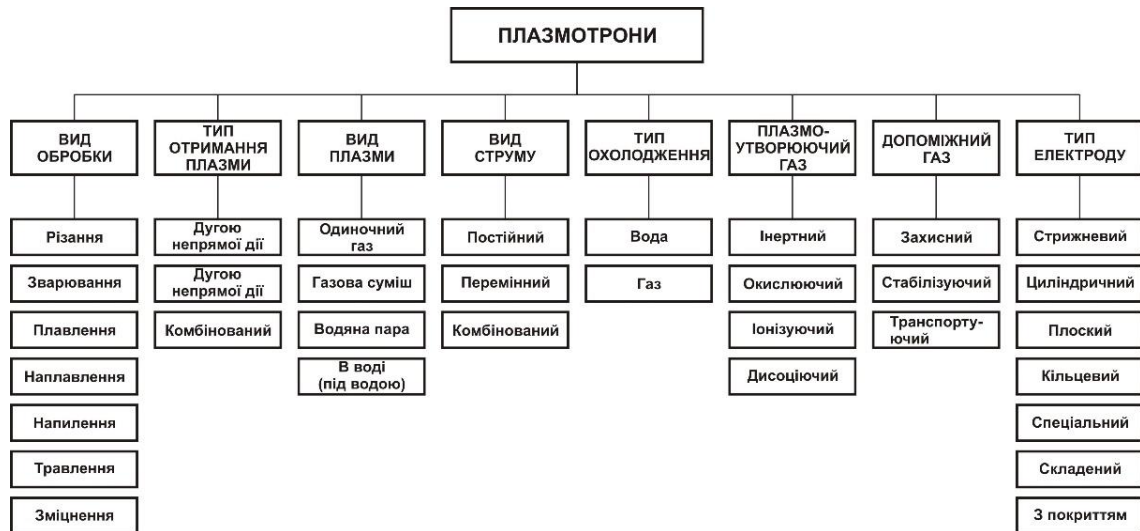 ПЛАЗМОТРОНИ
ВИД
ОБРОБКИ
ТИП
ОТРИМАННЯ
ПЛАЗМИ
ВИД
ПЛАЗМИ
ВИД
СТРУМУ
ТИП
ОХОЛОДЖЕННЯ
ПЛАЗМО-
УТВОРЮЮЧИЙ
ГАЗ
ДОПОМІЖНИЙ
ГАЗ
ТИП
ЕЛЕКТРОДУ
Різання
Зварювання
Плавлення
Наплавлення
Напилення
Травлення
Зміцнення
Дугою
непрямої дії
Дугою
непрямої дії
Комбінований
Одиночний
газ
Газова суміш
Водяна пара
В воді
(під водою)
Постійний
Перемінний
Комбінований
Вода
Газ
Інертний
Окислюючий
Іонізуючий
Дисоціючий
Захисний
Стабілізуючий
Транспорту-
ючий
Стрижневий
Циліндричний
Плоский
Кільцевий
Спеціальний
Складений
З покриттям